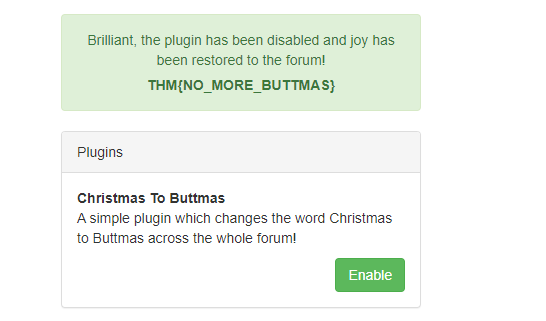 Brilliant, the plugin has been disabled and joy has
been restored to the forum!
THM{NO_MORE_BUTTMAS}
Plugins
Christmas To Buttmas
A simple plugin which changes the word Christmas
to Buttmas across the whole forum!
Enable